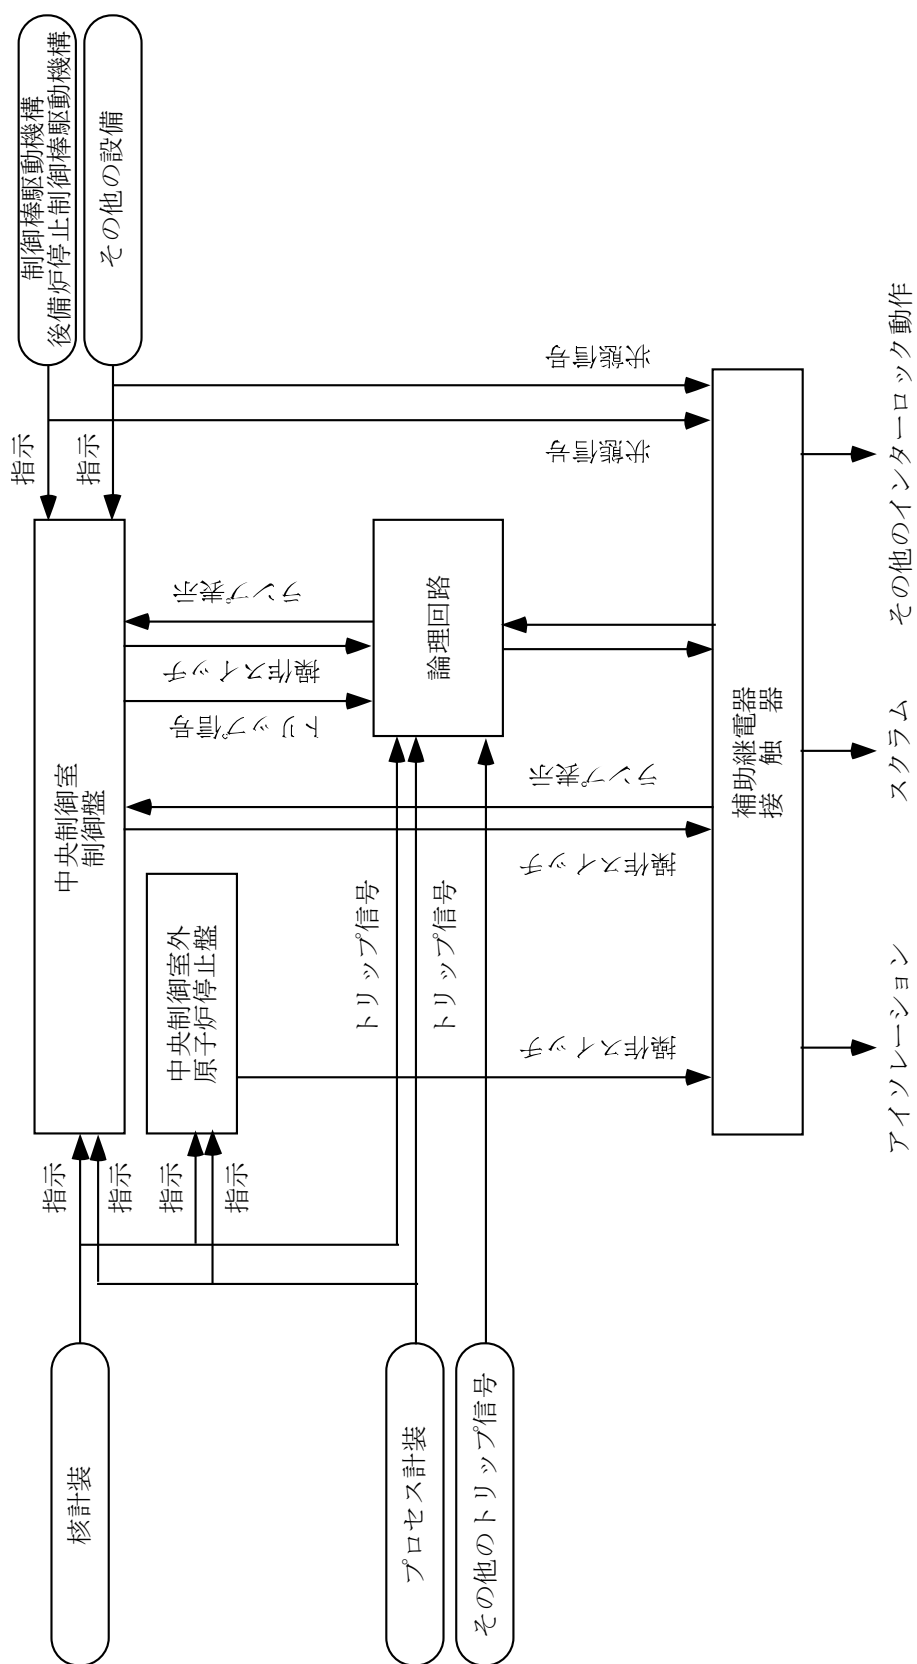 核計装
プロセス計装
その他のトリップ信号
指示
指示
指示
指示
中央制御室
制御盤
中央制御室外
原子炉停止盤
トリップ信号
トリップ信号
操作スイッチ
操作スイッチ
ランプ表示
トリップ信号
操作スイッチ
ランプ表示
論理回路
補助継電器
接触器
状態信号
状態信号
指示
指示
制御棒駆動機構
後備炉停止制御棒駆動機構
その他の設備
アイソレーション
スクラム
その他のインターロック動作